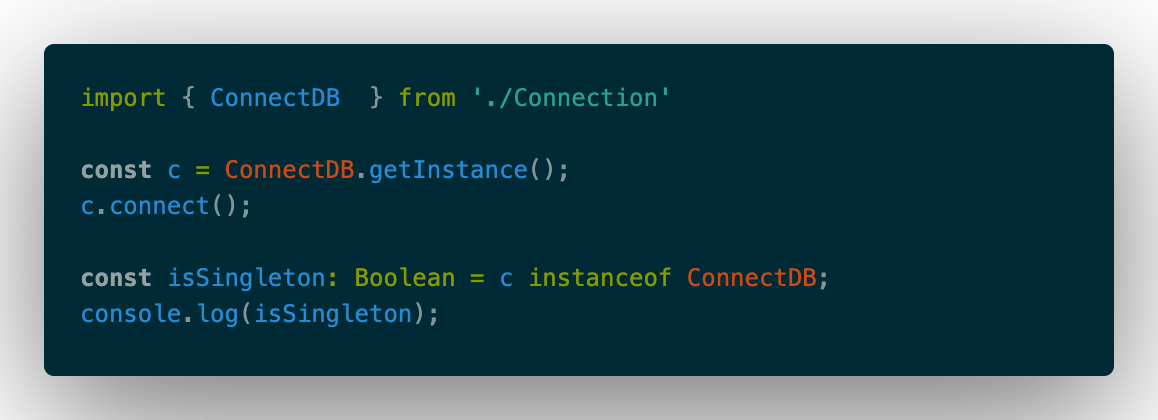 import { ConnectDB  } from './Connection'
const c = ConnectDB.getInstance();
c.connect();
const isSingleton: Boolean = c instanceof ConnectDB;
console.log(isSingleton);